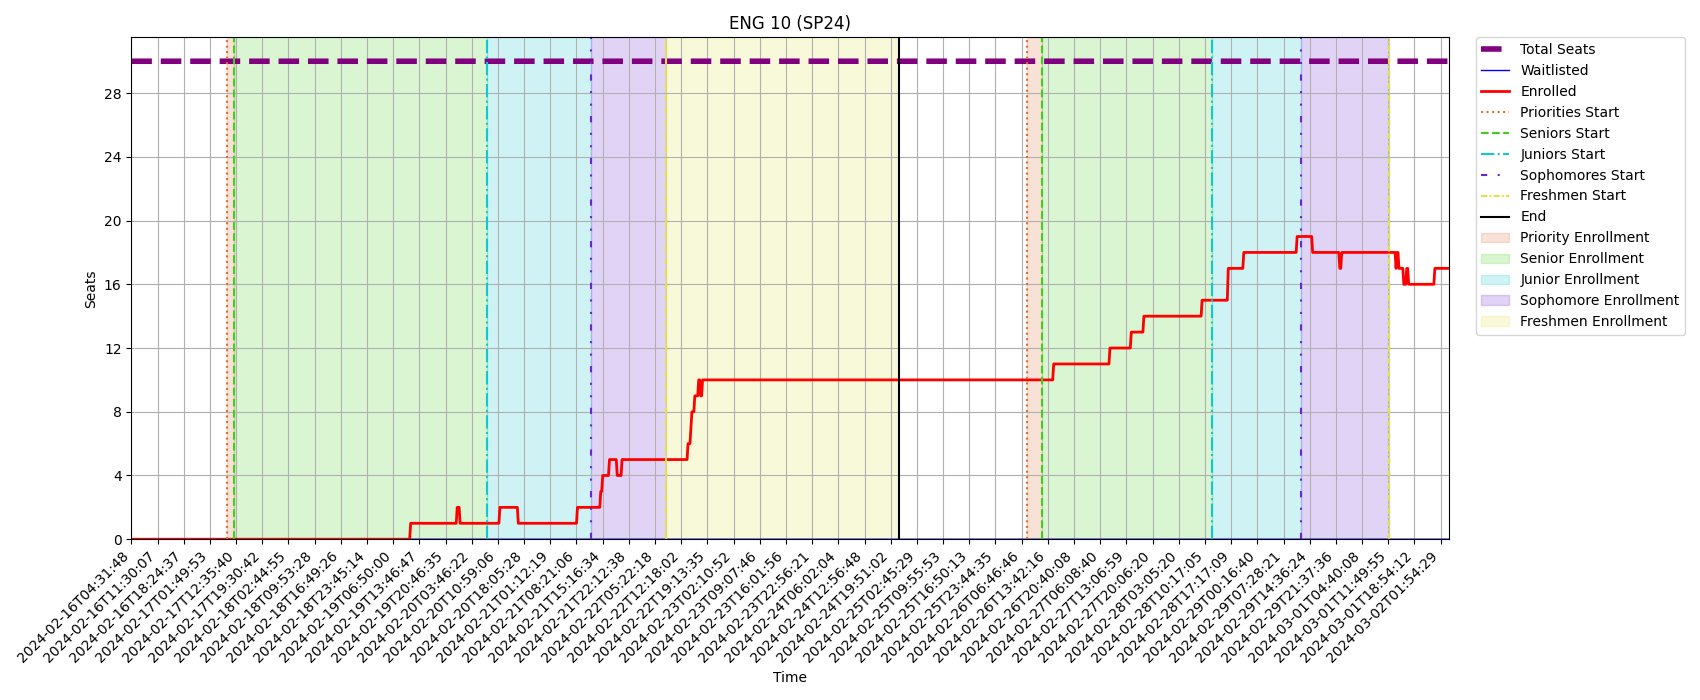 ENG 10 (SP24)
Seats
28
24
20
16
12
8
4
0
2024-02-16T04:31:48
2024-02-16T11:30:07
2024-02-16T18:24:37
2024-02-17T01:49:53
2024-02-17T12:35:40
2024-02-17T19:30:42
2024-02-18T02:44:55
2024-02-18T09:53:28
2024-02-18T16:49:26
2024-02-18T23:45:14
2024-02-19T06:50:00
2024-02-19T13:46:47
2024-02-19T20:46:35
2024-02-20T03:46:22
2024-02-20T10:59:06
2024-02-20T18:05:28
2024-02-21T01:12:19
2024-02-21T08:21:06
2024-02-21T15:16:34
2024-02-21T22:12:38
2024-02-22T05:22:18
2024-02-22T12:18:02
2024-02-22T19:13:35
2024-02-23T02:10:52
2024-02-23T09:07:46
2024-02-23T16:01:56
2024-02-23T22:56:21
2024-02-24T06:02:04
2024-02-24T12:56:48
2024-02-24T19:51:02
2024-02-25T02:45:29
2024-02-25T09:55:53
2024-02-25T16:50:13
2024-02-25T23:44:35
2024-02-26T06:46:46
2024-02-26T13:42:16
2024-02-26T20:40:08
2024-02-27T06:08:40
2024-02-27T13:06:59
2024-02-27T20:06:20
2024-02-28T03:05:20
2024-02-28T10:17:05
2024-02-28T17:17:09
2024-02-29T00:16:40
2024-02-29T07:28:21
2024-02-29T14:36:24
2024-02-29T21:37:36
2024-03-01T04:40:08
2024-03-01T11:49:55
2024-03-01T18:54:12
2024-03-02T01:54:29
Time
Total Seats
Waitlisted
Enrolled
Priorities Start
Seniors Start
Juniors Start
Sophomores Start
Freshmen Start
End
Priority Enrollment
Senior Enrollment
Junior Enrollment
Sophomore Enrollment
Freshmen Enrollment